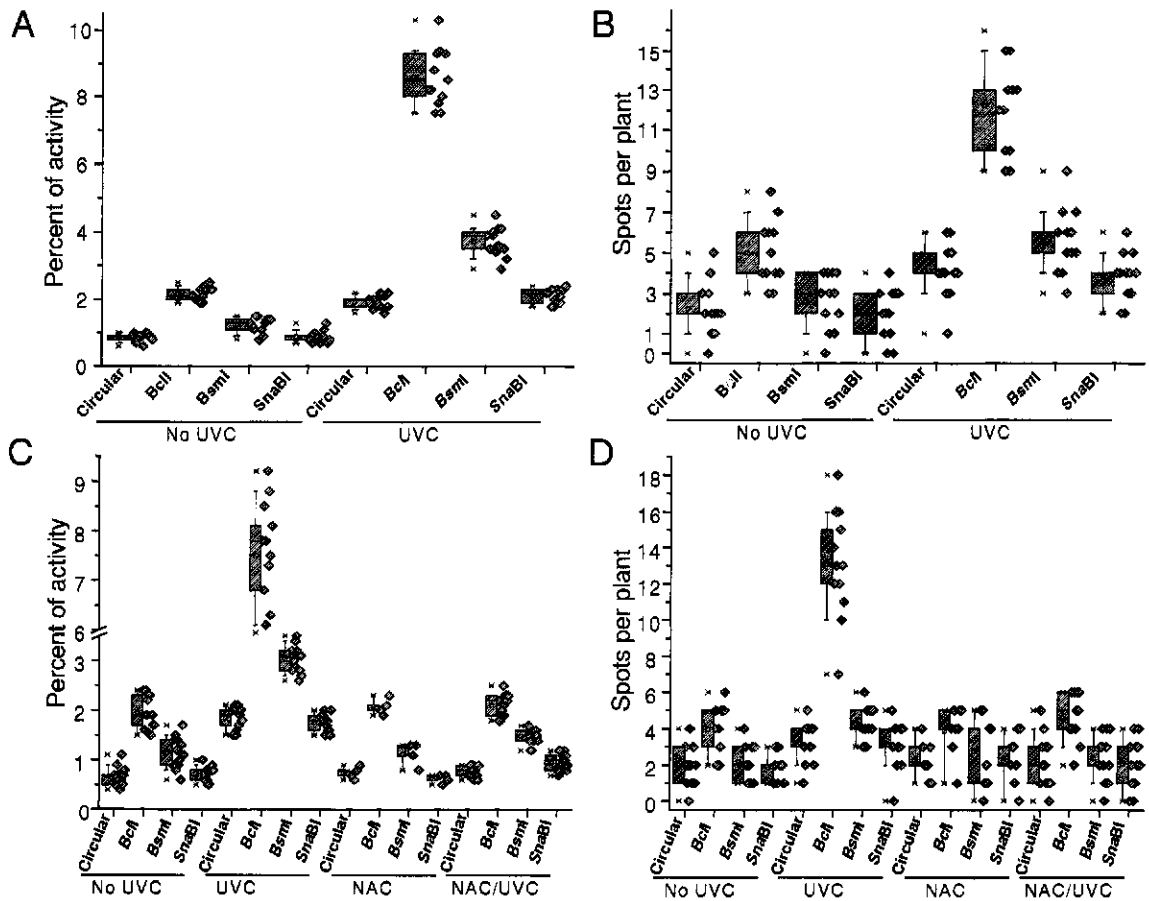 A
Percent of activity
10
8
6
4
2
0
Circular BclI BsmI SnaBI Circular BclI BsmI SnaBI
No UVC UVC
B
Spots per plant
15
13
11
9
7
5
3
1
0
Circular BclI BsmI SnaBI Circular BclI BsmI SnaBI
No UVC UVC
C
Percent of activity
9
8
7
6
3
2
1
0
Circular BclI BsmI SnaBI Circular BclI BsmI SnaBI Circular BclI BsmI SnaBI Circular BclI BsmI SnaBI
No UVC UVC NAC NAC/UVC
D
Spots per plant
18
16
14
12
10
8
6
4
2
0
Circular BclI BsmI SnaBI Circular BclI BsmI SnaBI Circular BclI BsmI SnaBI Circular BclI BsmI SnaBI
No UVC UVC NAC NAC/UVC